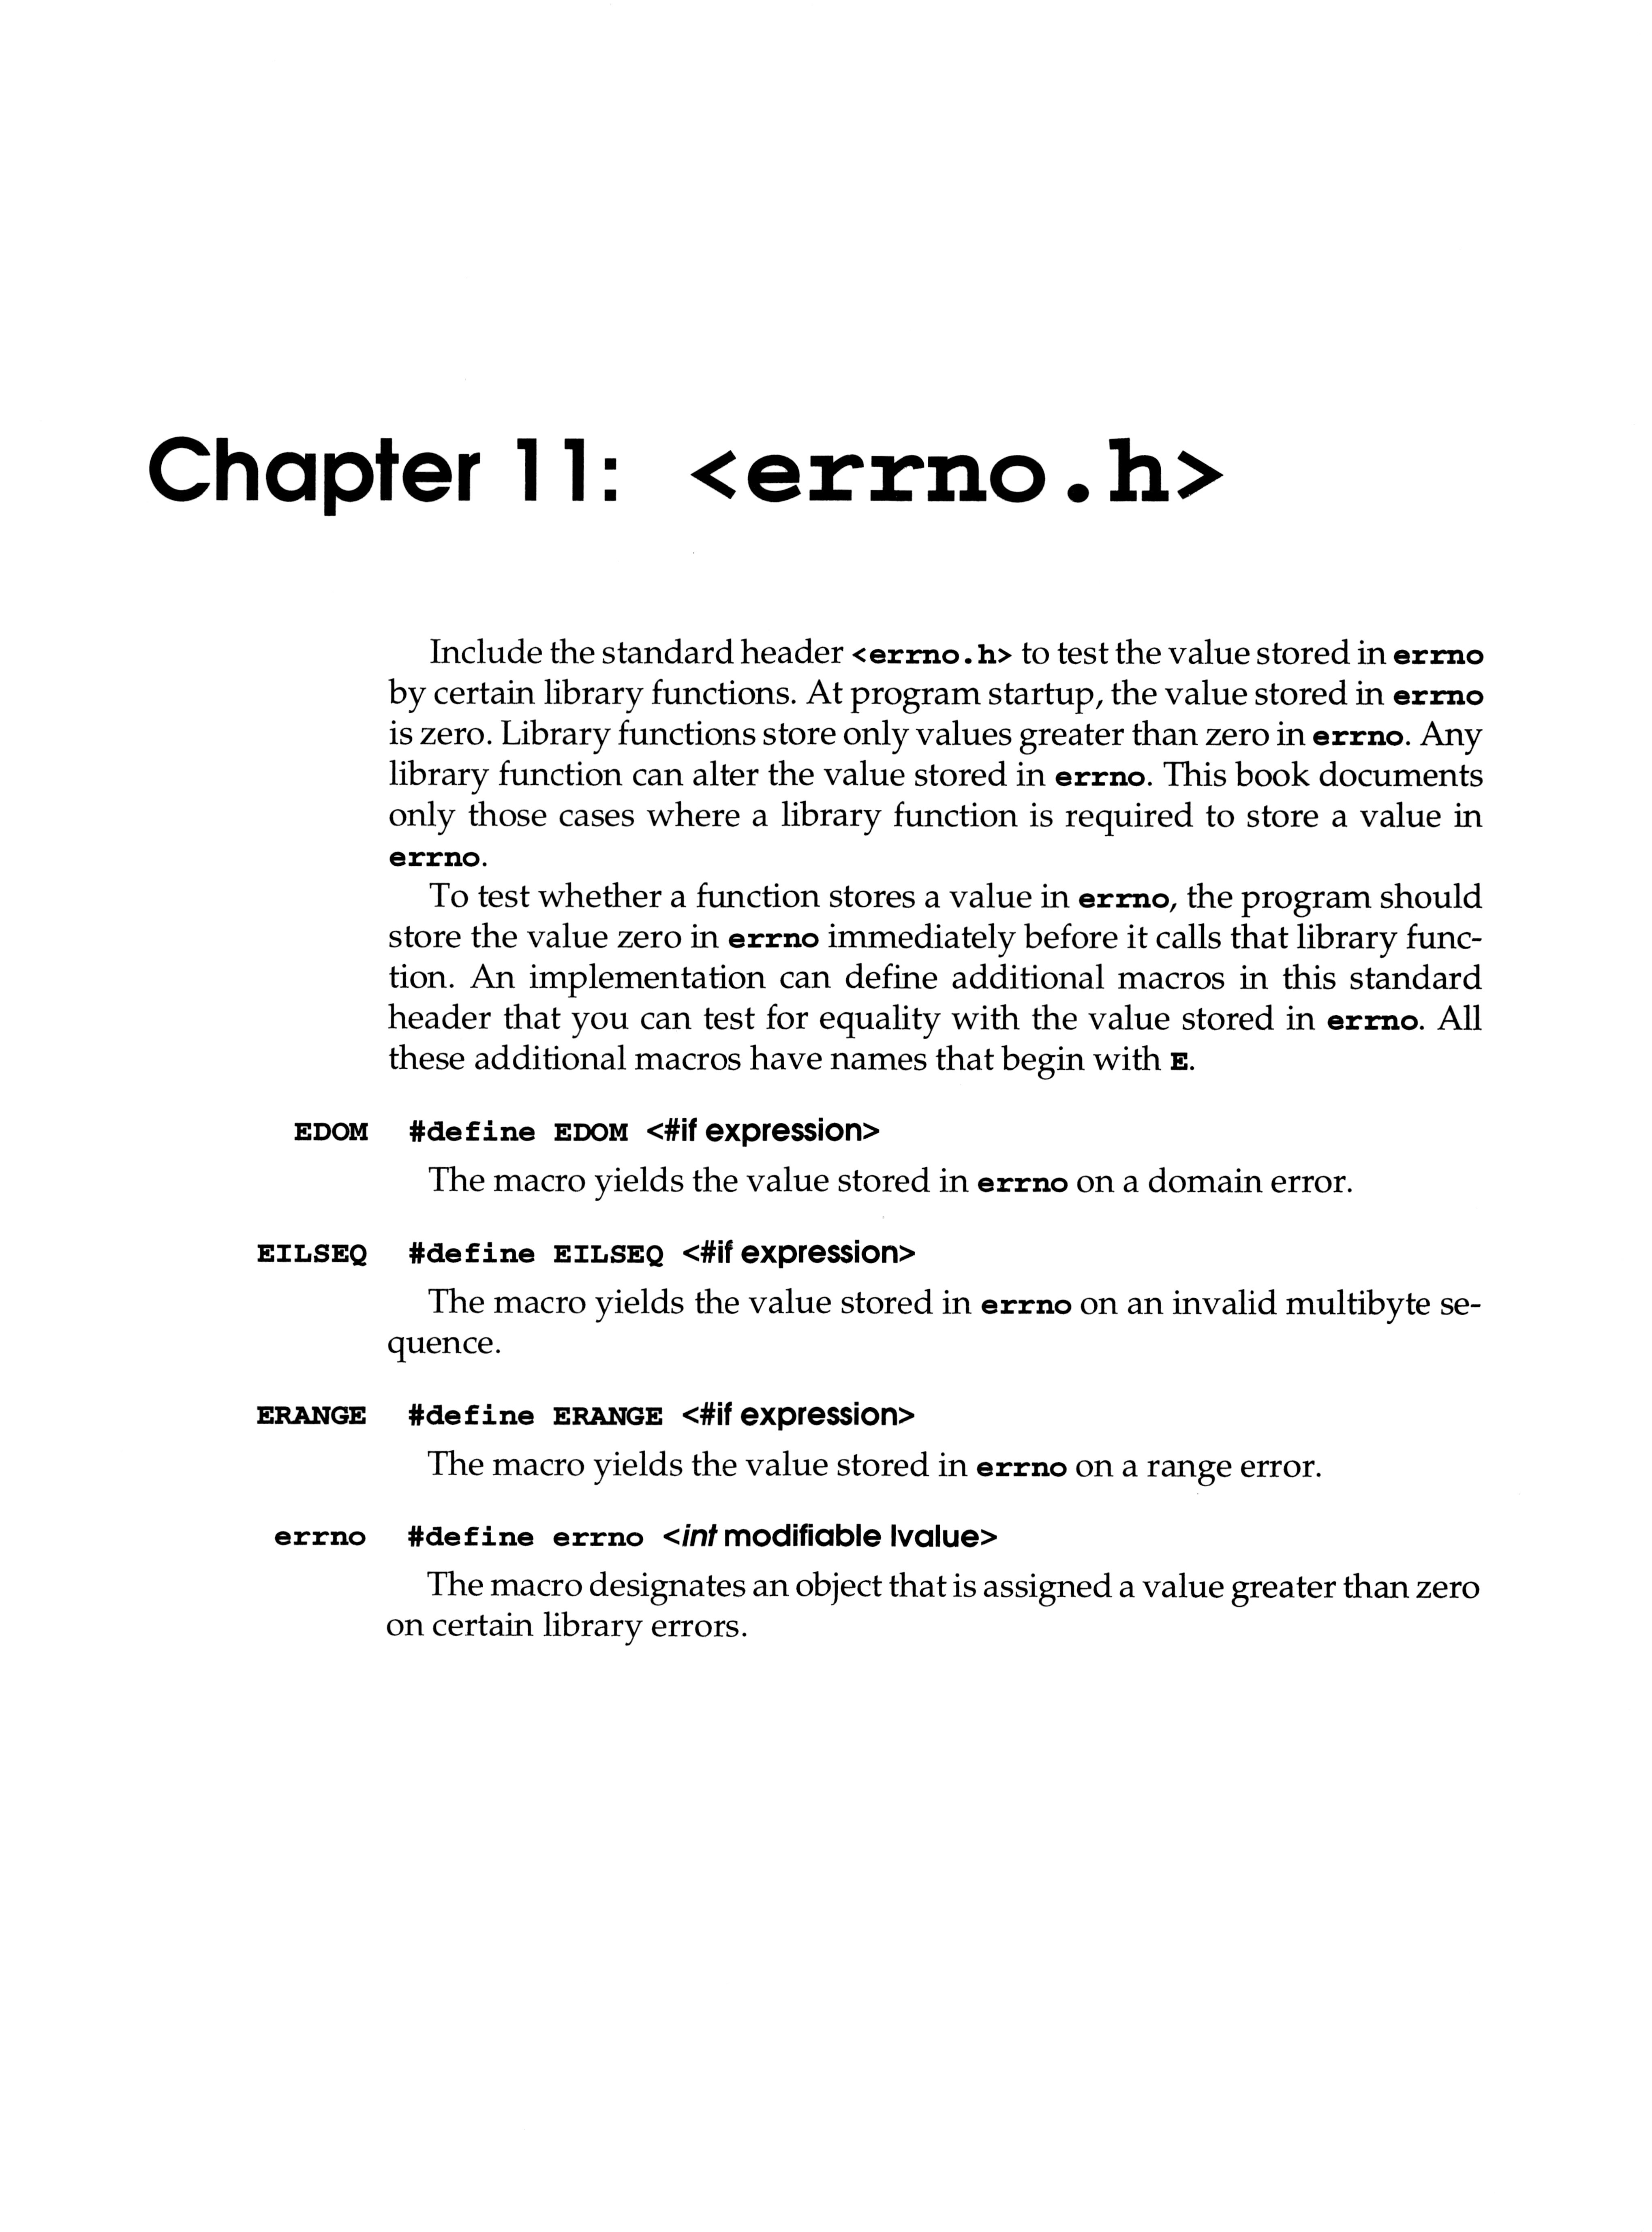 Chapter 11: <errno.h>
Include the standard header <errno.h> to test the value stored in errno
by certain library functions. At program startup, the value stored in errno
is zero. Library functions store only values greater than zero in errno. Any
library function can alter the value stored in errno. This book documents
only those cases where a library function is required to store a value in
errno.
To test whether a function stores a value in errno, the program should
store the value zero in errno immediately before it calls that library func-
tion. An implementation can define additional macros in this standard
header that you can test for equality with the value stored in errno. All
these additional macros have names that begin with E.
EDOM #define EDOM <#if expression>
The macro yields the value stored in errno on a domain error.
EILSEQ #define EILSEQ <#if expression>
The macro yields the value stored in errno on an invalid multibyte se-
quence.
ERANGE #define ERANGE <#if expression>
The macro yields the value stored in errno on a range error.
errno #define errno <int modifiable lvalue>
The macro designates an object that is assigned a value greater than zero
on certain library errors.